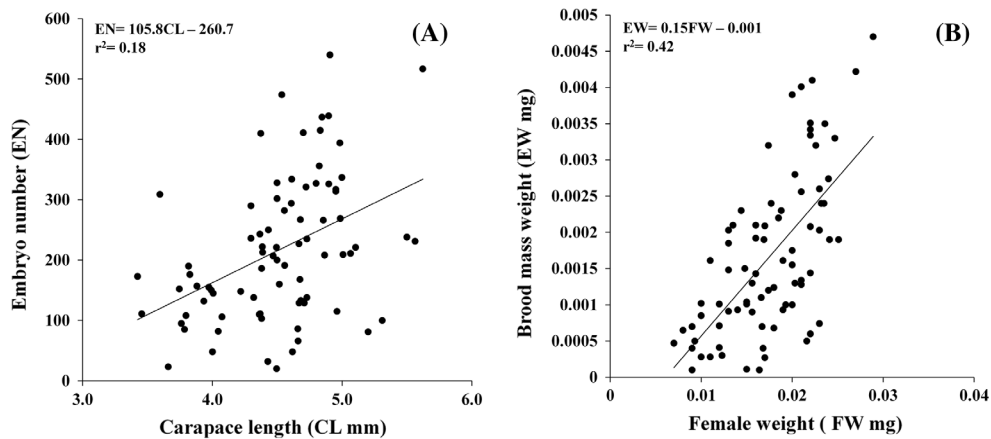 EN= 105.8CL – 260.7
r²= 0.18
(A)
600
500
400
300
200
100
0
3.0 4.0 5.0 6.0
Embryo number (EN)
Carapace length (CL mm)
EW= 0.15FW – 0.001
r²= 0.42
(B)
0.005
0.0045
0.004
0.0035
0.003
0.0025
0.002
0.0015
0.001
0.0005
0
0 0.01 0.02 0.03 0.04
Brood mass weight (EW mg)
Female weight ( FW mg)